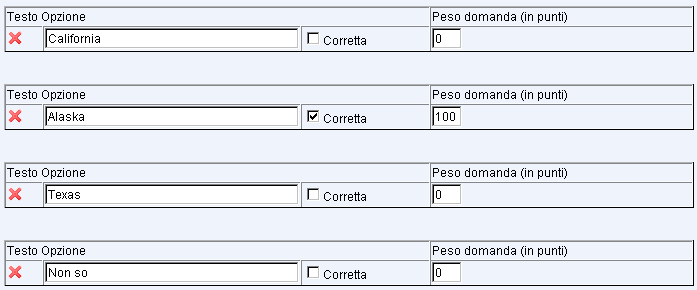 Testo Opzione Peso domanda (in punti)
California Corretta 0
Testo Opzione Peso domanda (in punti)
Alaska Corretta 100
Testo Opzione Peso domanda (in punti)
Texas Corretta 0
Testo Opzione Peso domanda (in punti)
Non so Corretta 0